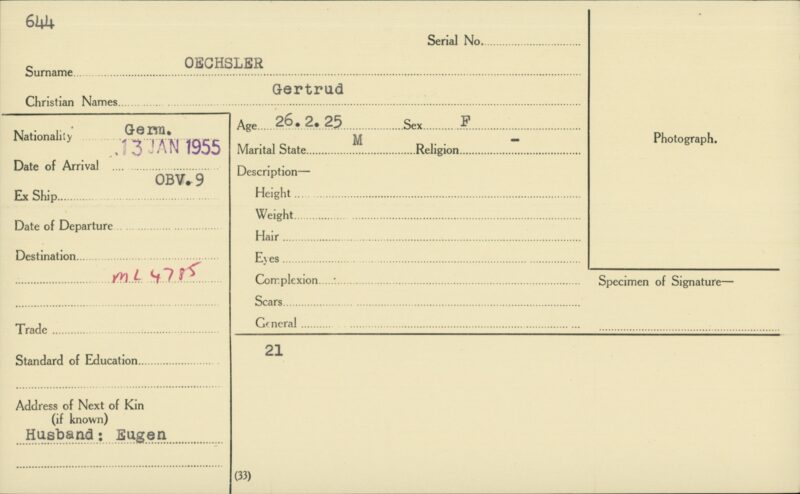 644
Serial No.
Surname OECHSLER
Christian Names Gertrud
Nationality Germ.
Date of Arrival 13 JAN 1955
Ex Ship OBV.9
Date of Departure
Destination
ML 4785
Trade
Standard of Education
Address of Next of Kin
(if known)
Husband: Eugen
Age 26.2.25 Sex F
Marital State M Religion -
Description—
Height
Weight
Hair
Eyes
Complexion
Scars
General
21
(33)
Photograph.
Specimen of Signature—